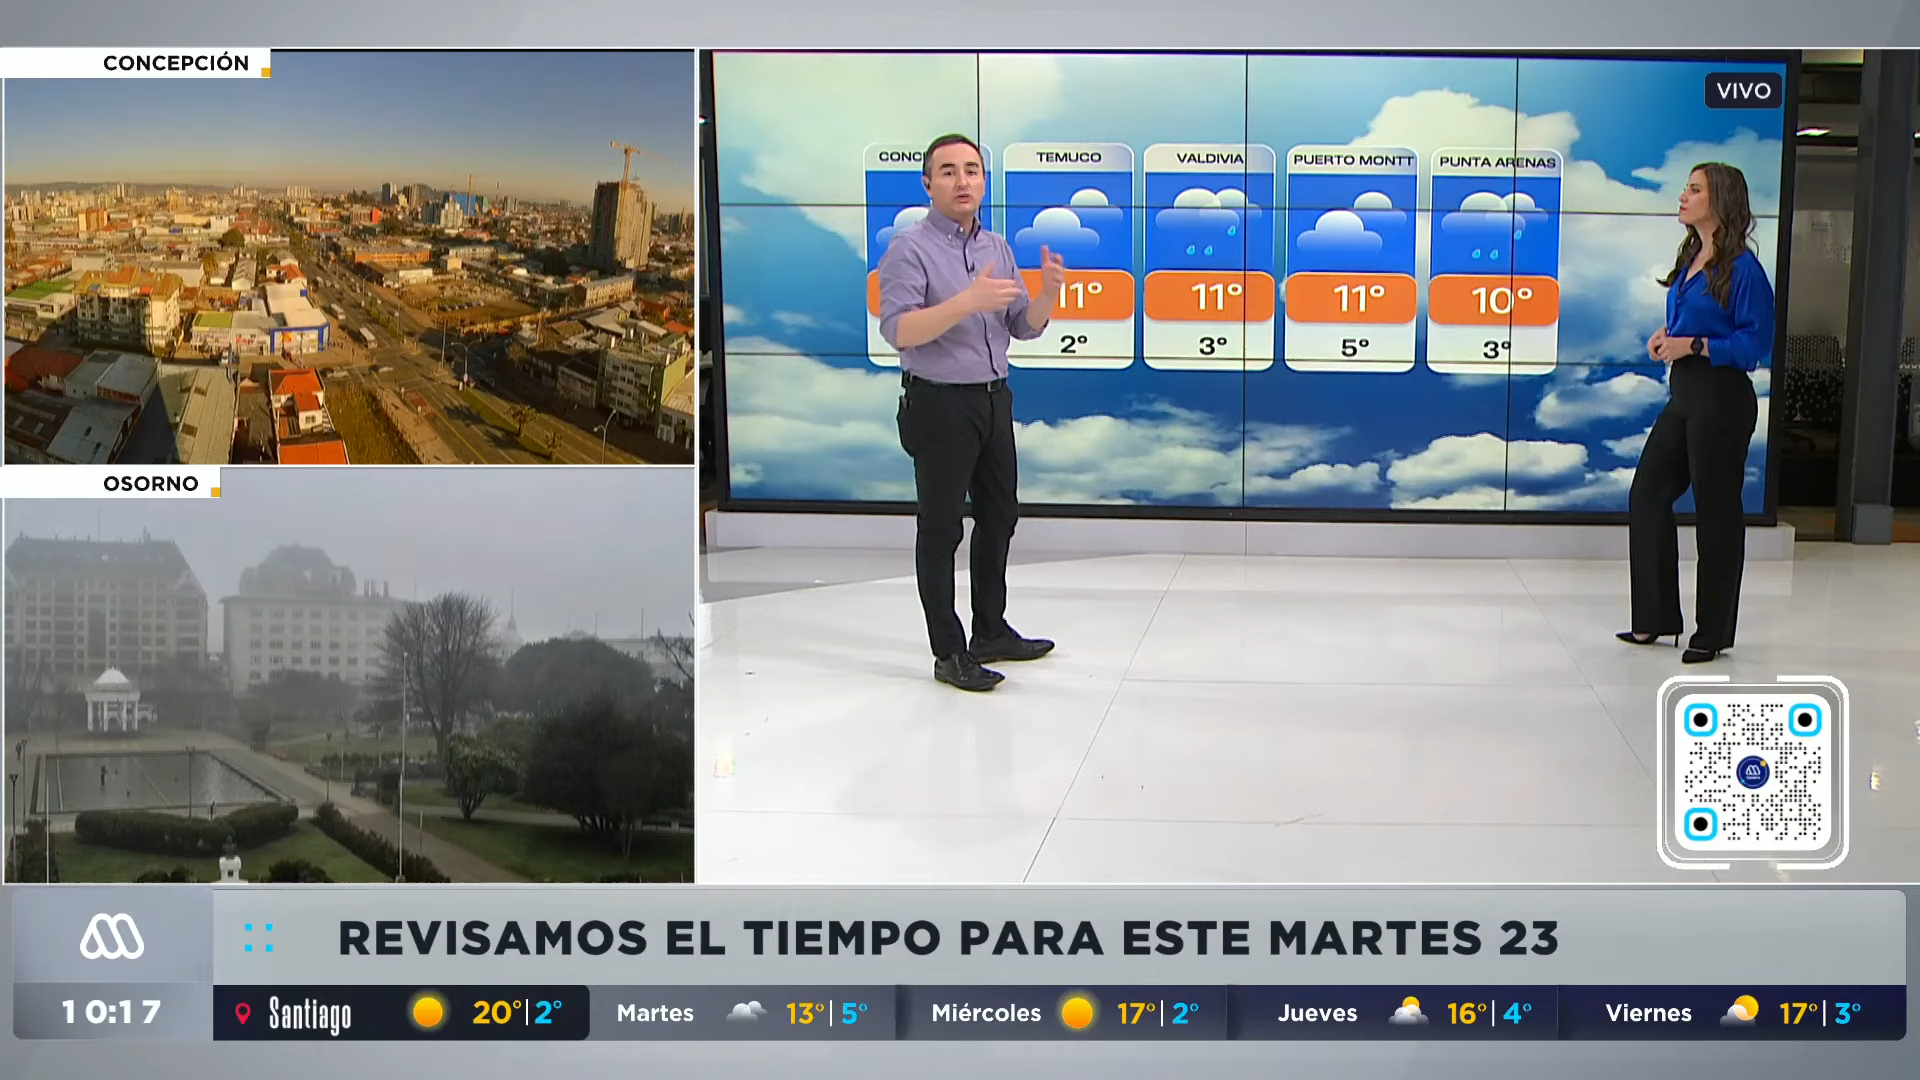 CONCEPCIÓN
VIVO
TEMUCO
VALDIVIA
PUERTO MONTT
PUNTA ARENAS
11°
11°
11°
10°
2°
3°
5°
3°
OSORNO
REVISAMOS EL TIEMPO PARA ESTE MARTES 23
10:17
Santiago 20°|2°
Martes 13°|5°
Miércoles 17°|2°
Jueves 16°|4°
Viernes 17°|3°